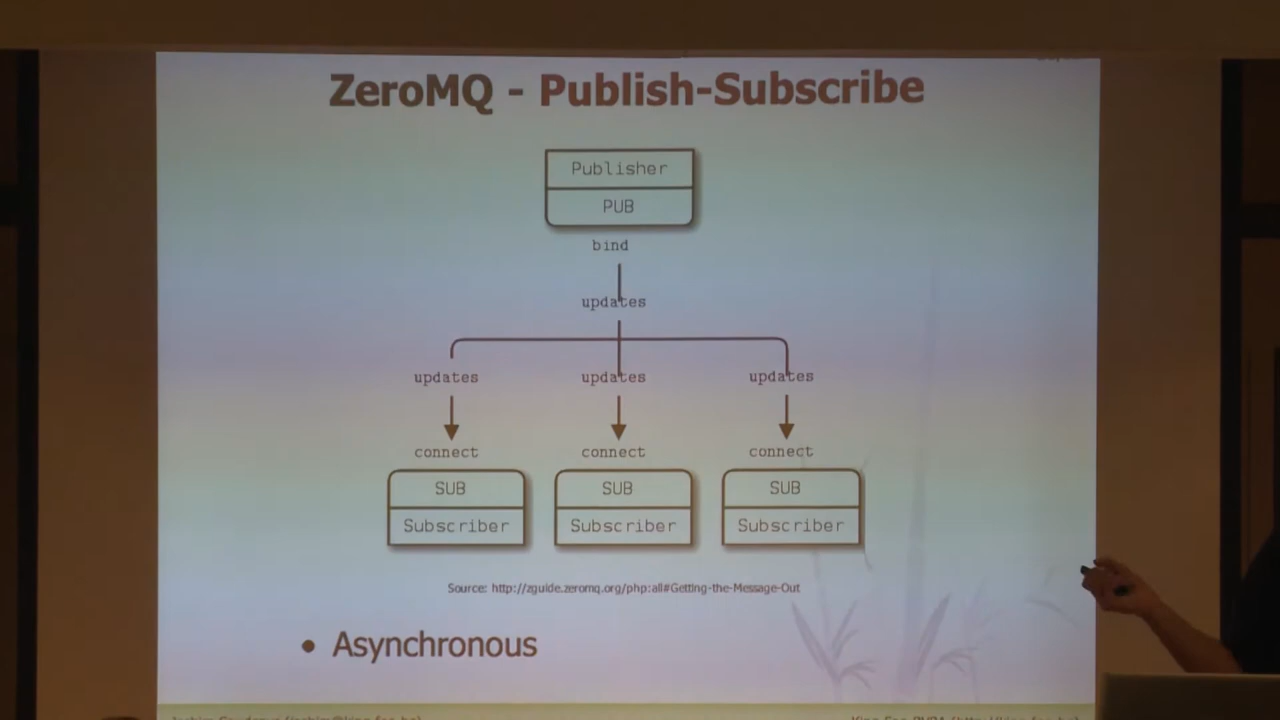 ZeroMQ - Publish-Subscribe
Publisher
PUB
bind
updates
updates updates updates
connect connect connect
SUB SUB SUB
Subscriber Subscriber Subscriber
Source: http://zguide.zeromq.org/php:all#Getting-the-Message-Out
• Asynchronous